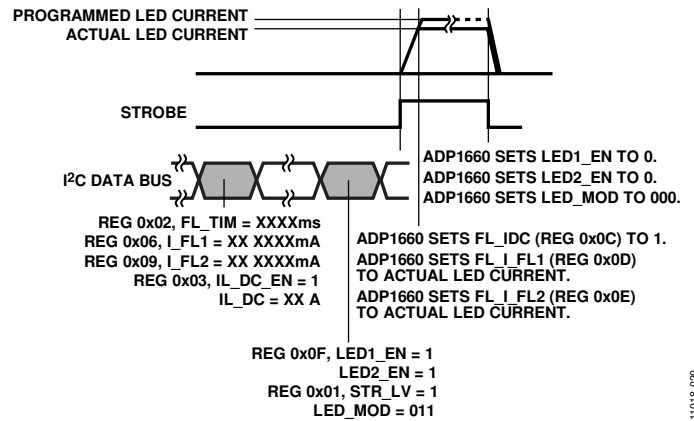 PROGRAMMED LED CURRENT
ACTUAL LED CURRENT
STROBE
I²C DATA BUS
ADP1660 SETS LED1_EN TO 0.
ADP1660 SETS LED2_EN TO 0.
ADP1660 SETS LED_MOD TO 000.
REG 0x02, FL_TIM = XXXXms
REG 0x06, I_FL1 = XX XXXXmA
REG 0x09, I_FL2 = XX XXXXmA
REG 0x03, IL_DC_EN = 1
IL_DC = XX A
ADP1660 SETS FL_IDC (REG 0x0C) TO 1.
ADP1660 SETS FL_I_FL1 (REG 0x0D)
TO ACTUAL LED CURRENT.
ADP1660 SETS FL_I_FL2 (REG 0x0E)
TO ACTUAL LED CURRENT.
REG 0x0F, LED1_EN = 1
LED2_EN = 1
REG 0x01, STR_LV = 1
LED_MOD = 011